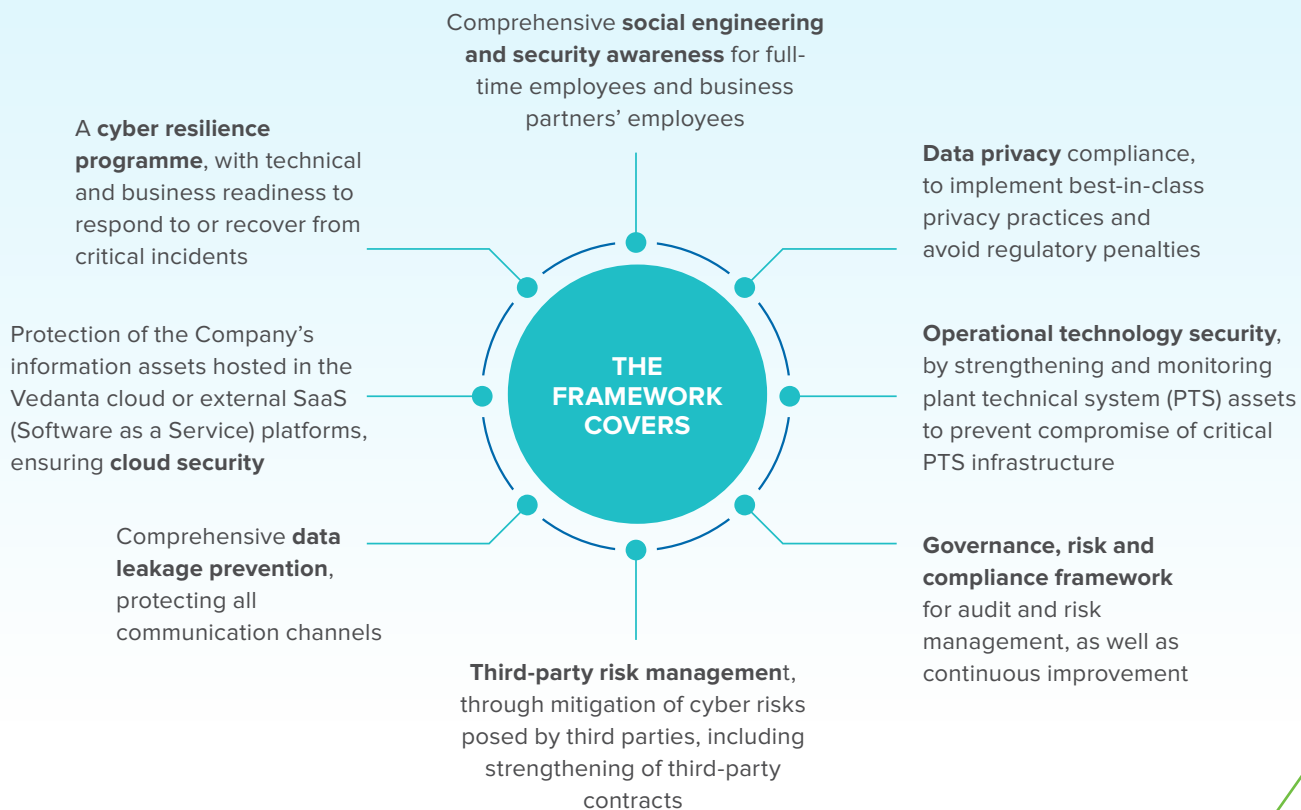 Comprehensive social engineering
and security awareness for full-
time employees and business
partners’ employees
A cyber resilience
programme, with technical
and business readiness to
respond to or recover from
critical incidents
Data privacy compliance,
to implement best-in-class
privacy practices and
avoid regulatory penalties
Protection of the Company’s
information assets hosted in the
Vedanta cloud or external SaaS
(Software as a Service) platforms,
ensuring cloud security
THE
FRAMEWORK
COVERS
Operational technology security,
by strengthening and monitoring
plant technical system (PTS) assets
to prevent compromise of critical
PTS infrastructure
Comprehensive data
leakage prevention,
protecting all
communication channels
Governance, risk and
compliance framework
for audit and risk
management, as well as
continuous improvement
Third-party risk management,
through mitigation of cyber risks
posed by third parties, including
strengthening of third-party
contracts